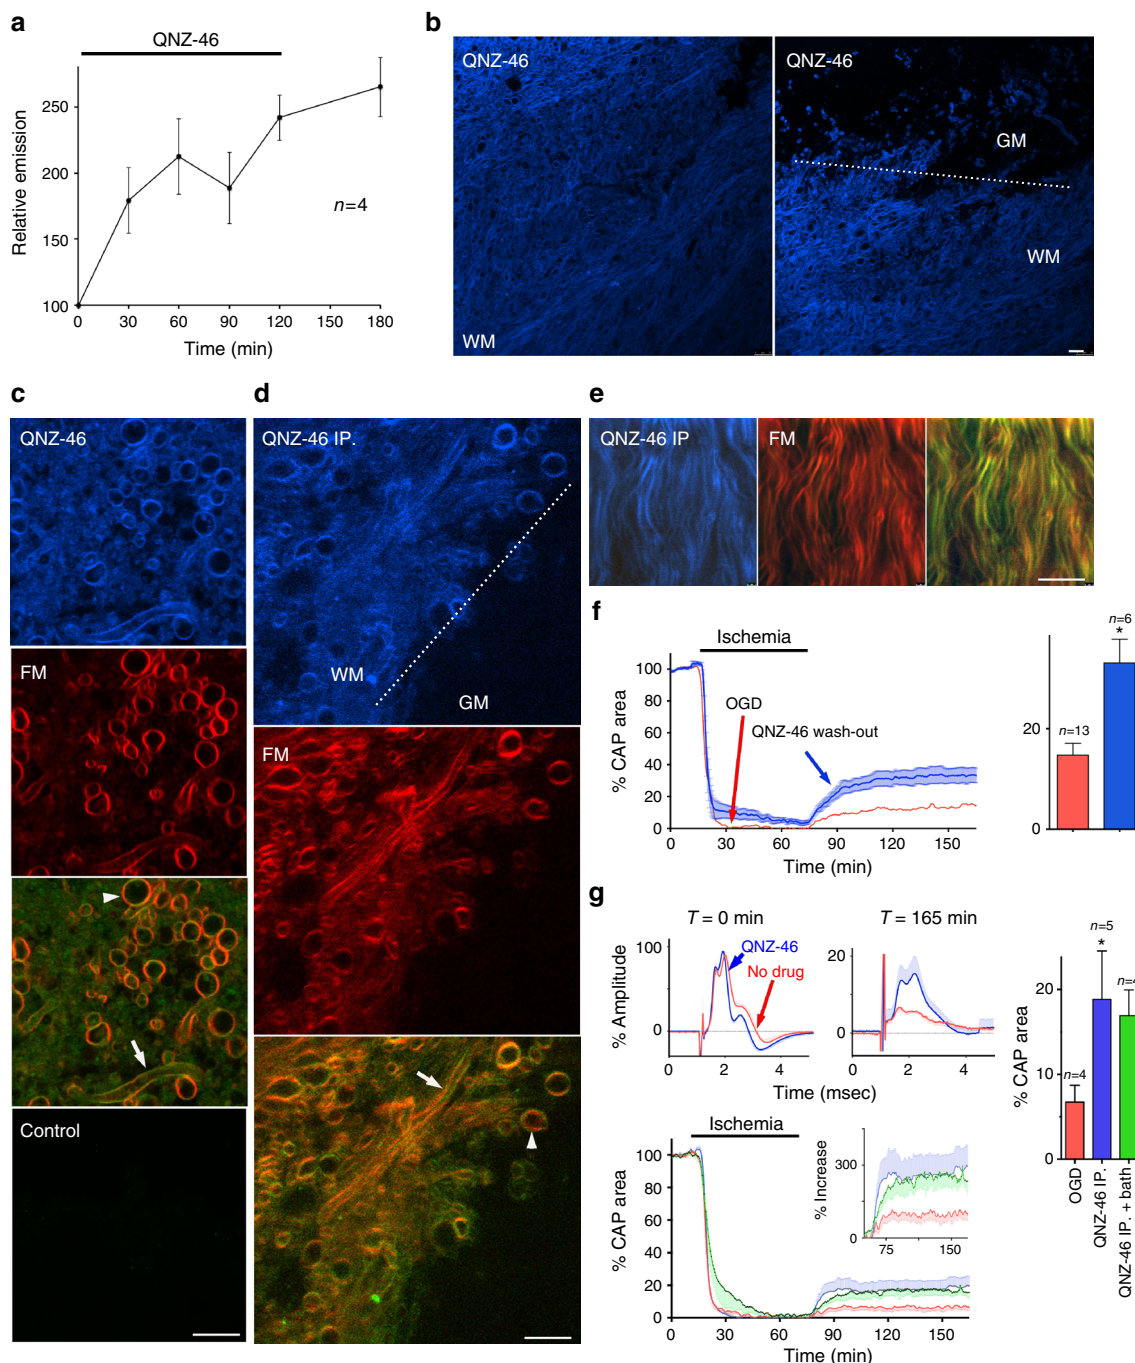 a
QNZ-46
Relative emission
250
200
150
100
n=4
0 30 60 90 120 150 180
Time (min)
b
QNZ-46
WM
QNZ-46
GM
WM
c
QNZ-46
FM
Control
d
QNZ-46 IP.
WM
GM
FM
e
QNZ-46 IP
FM
f
Ischemia
% CAP area
100
80
60
40
20
0
OGD
QNZ-46 wash-out
0 30 60 90 120 150
Time (min)
n=6
*
n=13
20
0
g
T = 0 min
T = 165 min
% Amplitude
100
0
QNZ-46
No drug
0 2 4
0 2 4
Time (msec)
Ischemia
% CAP area
100
80
60
40
20
0
% Increase
300
0
75 150
0 30 60 90 120 150
Time (min)
% CAP area
20
10
0
n=5
*
n=4
n=4
OGD
QNZ-46 IP.
QNZ-46 IP. + bath